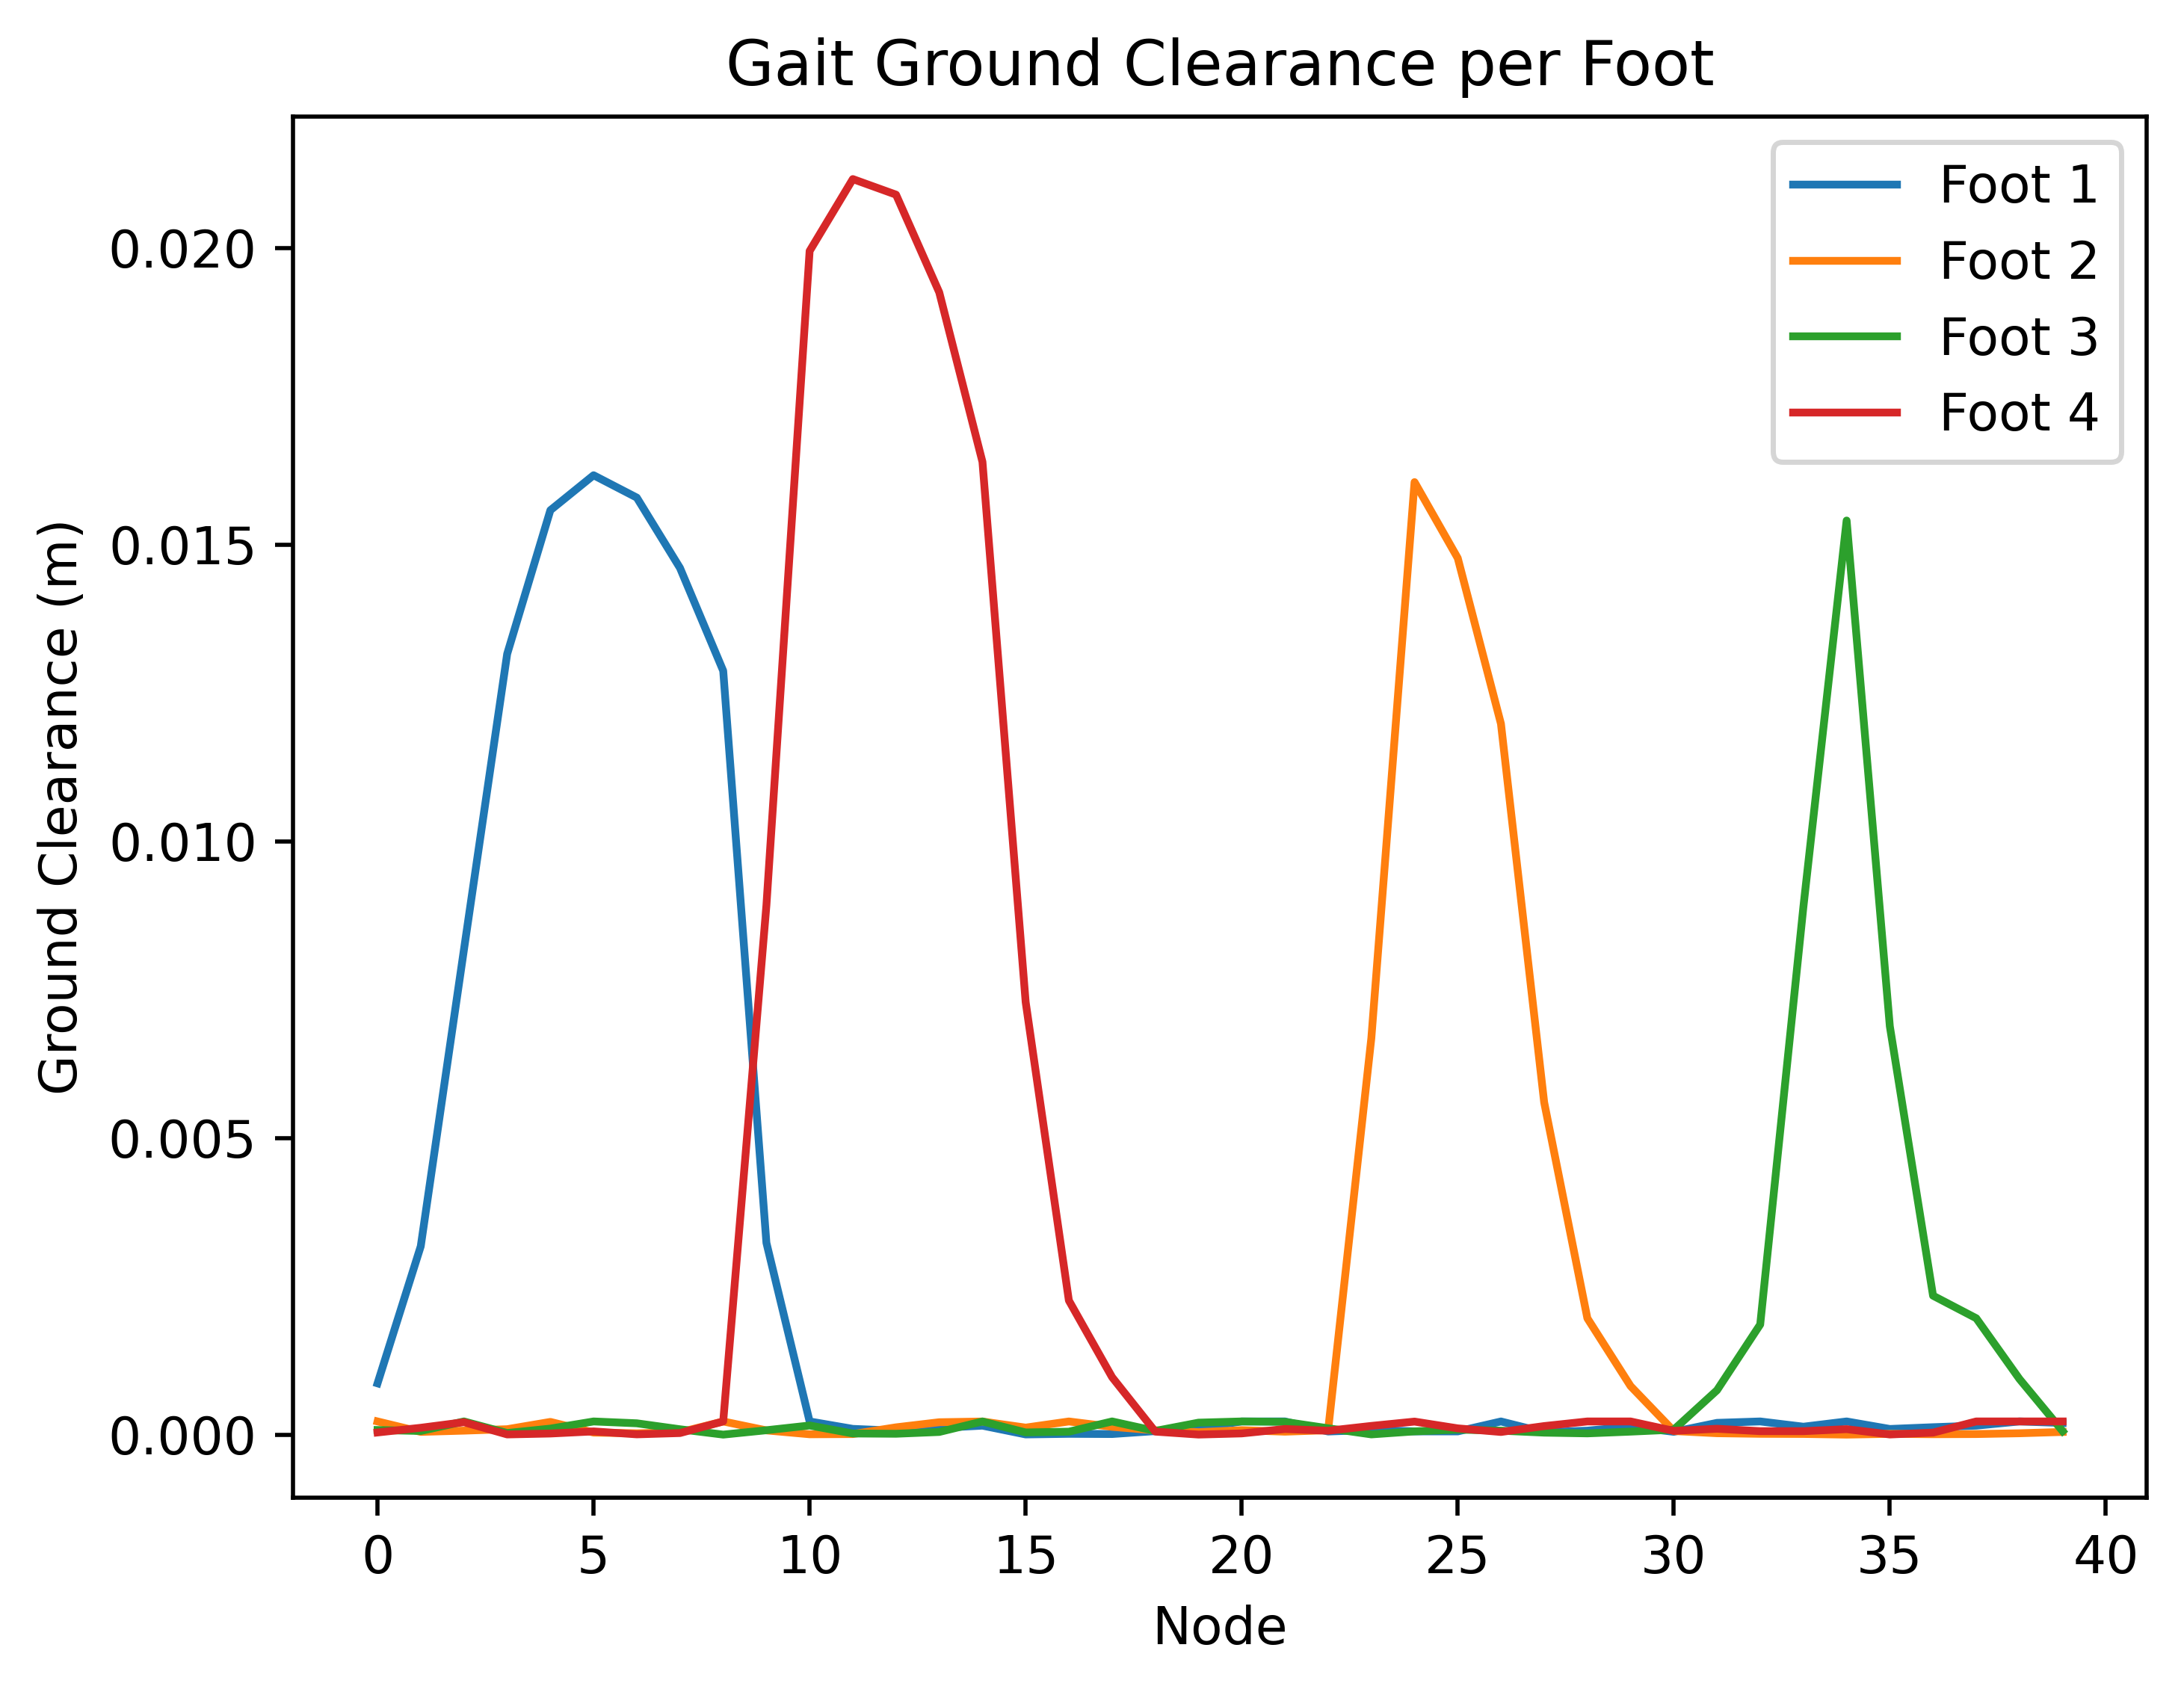 Gait Ground Clearance per Foot
Foot 1
Foot 2
Foot 3
Foot 4
Ground Clearance (m)
0.020
0.015
0.010
0.005
0.000
0 5 10 15 20 25 30 35 40
Node